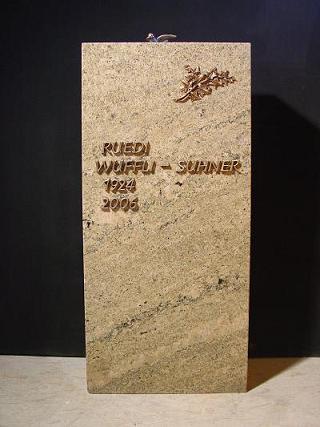 RUEDI
WUFFLI - SUHNER
1924
2006